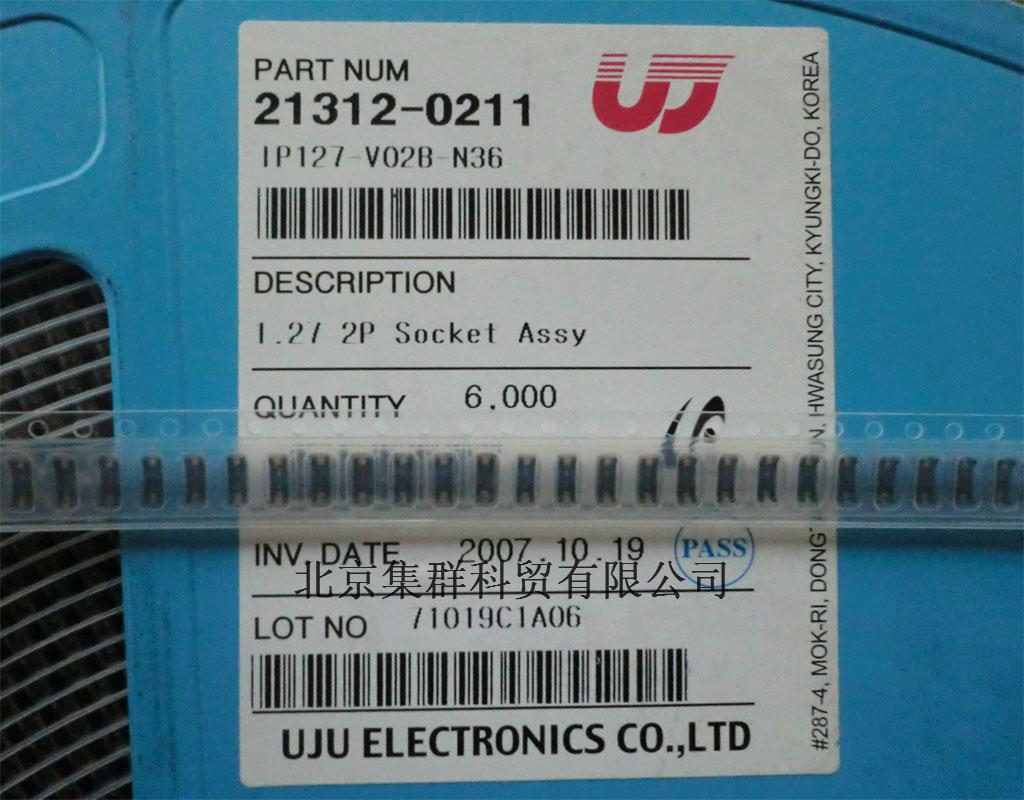 PART NUM
21312-0211
UJ
IP127-V02B-N36
DESCRIPTION
1.27 2P Socket Assy
QUANTITY 6.000
INV. DATE 2007.10.19
PASS
北京集群科贸有限公司
LOT NO 71019C1A06
UJU ELECTRONICS CO.,LTD
#287-4, MOK-RI, DONG N, HWASUNG CITY, KYUNGKI-DO, KOREA